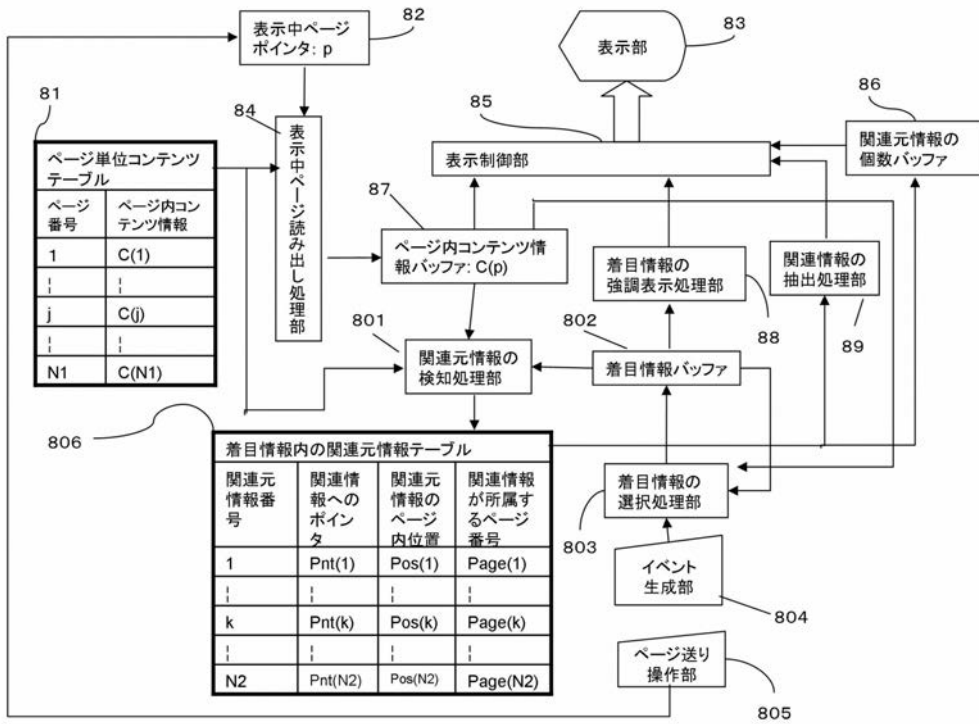 82
表示中ページ
ポインタ: p
83
表示部
81
84
85
86
ページ単位コンテンツ
テーブル
ページ
番号
ページ内コン
テンツ情報
1
C(1)
j
C(j)
N1
C(N1)
表示中ページ読み出し処理部
表示制御部
関連元情報の
個数バッファ
87
ページ内コンテンツ情
報バッファ: C(p)
着目情報の
強調表示処理部
88
関連情報の
抽出処理部
89
801
関連元情報の
検知処理部
802
着目情報バッファ
806
着目情報内の関連元情報テーブル
関連元
情報番
号
関連情
報への
ポイン
タ
関連元
情報の
ページ
内位置
関連情報
が所属す
るページ
番号
1
Pnt(1)
Pos(1)
Page(1)
k
Pnt(k)
Pos(k)
Page(k)
N2
Pnt(N2)
Pos(N2)
Page(N2)
着目情報の
選択処理部
803
イベント
生成部
804
ページ送り
操作部
805